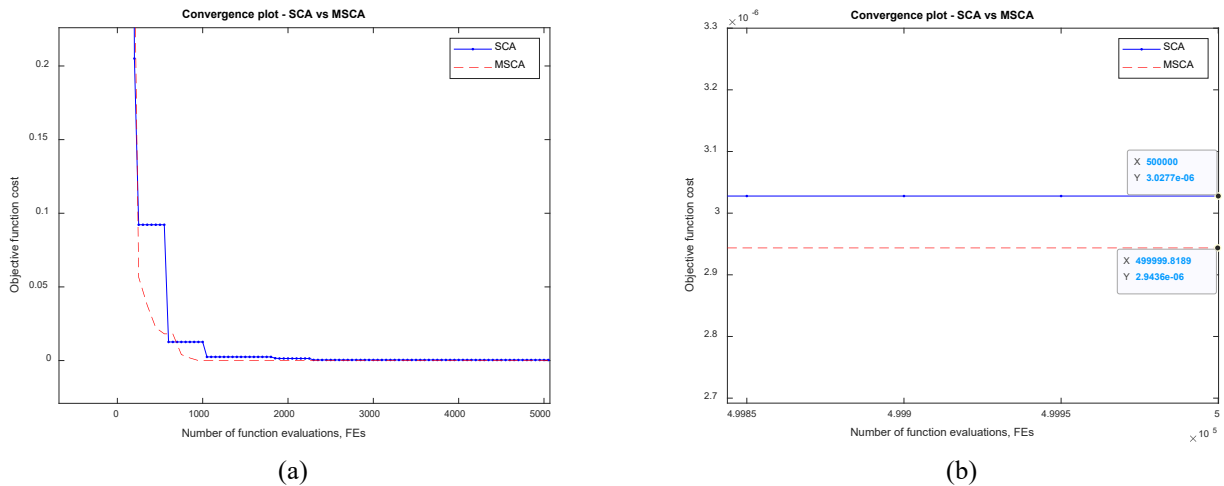 Convergence plot - SCA vs MSCA
SCA
MSCA
0.2
0.15
0.1
0.05
0
Objective function cost
0 1000 2000 3000 4000 5000
Number of function evaluations, FEs
(a)
× 10 -6
Convergence plot - SCA vs MSCA
SCA
MSCA
3.3
3.2
3.1
3
2.9
2.8
2.7
Objective function cost
X 500000
Y 3.0277e-06
X 499999.8189
Y 2.9436e-06
4.9985 4.999 4.9995 5
Number of function evaluations, FEs
× 10 5
(b)